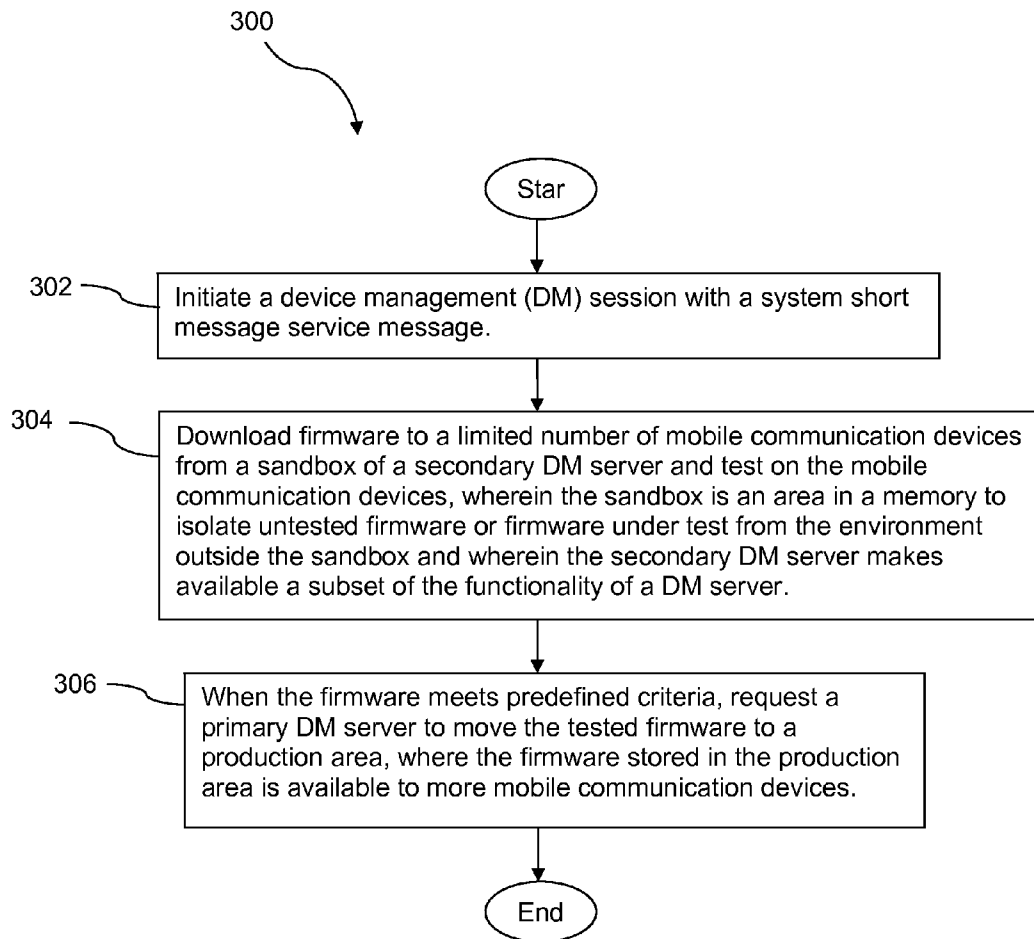 300
Star
302
Initiate a device management (DM) session with a system short
message service message.
304
Download firmware to a limited number of mobile communication devices
from a sandbox of a secondary DM server and test on the mobile
communication devices, wherein the sandbox is an area in a memory to
isolate untested firmware or firmware under test from the environment
outside the sandbox and wherein the secondary DM server makes
available a subset of the functionality of a DM server.
306
When the firmware meets predefined criteria, request a
primary DM server to move the tested firmware to a
production area, where the firmware stored in the production
area is available to more mobile communication devices.
End